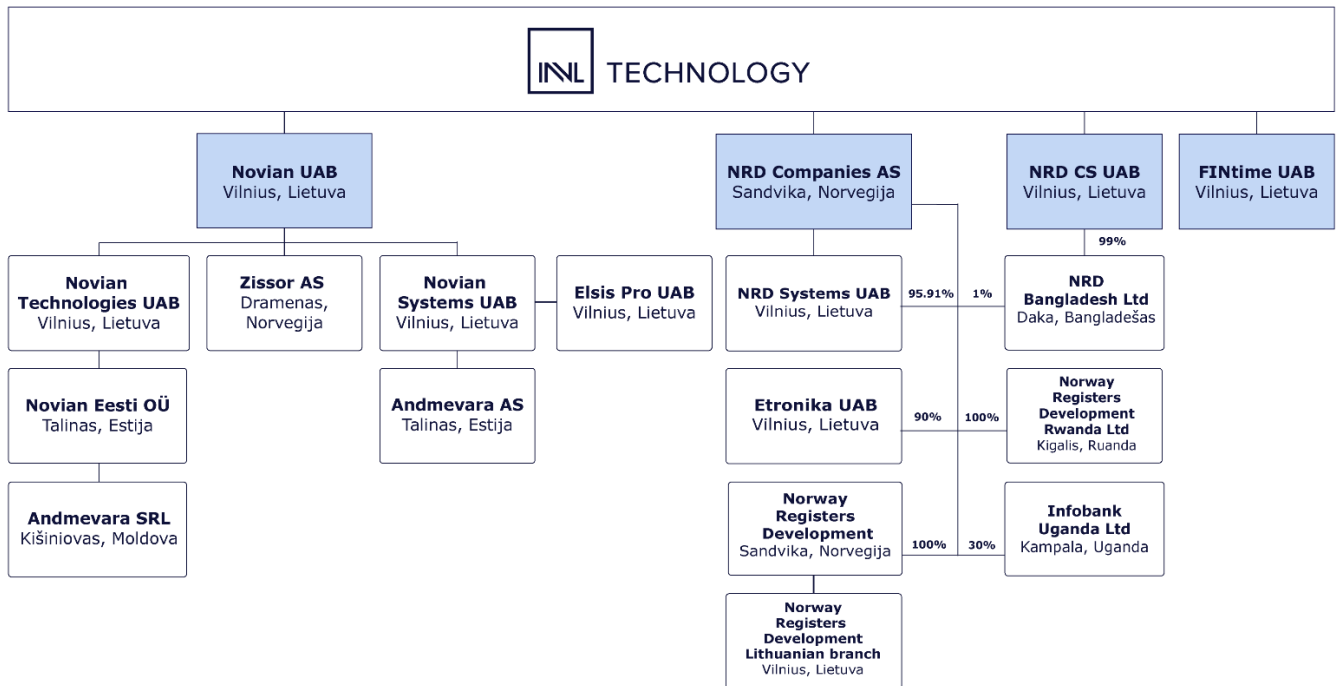 INVL TECHNOLOGY
Novian UAB
Vilnius, Lietuva
NRD Companies AS
Sandvika, Norvegija
NRD CS UAB
Vilnius, Lietuva
FINtime UAB
Vilnius, Lietuva
99%
Novian
Technologies UAB
Vilnius, Lietuva
Zissor AS
Dramenas,
Norvegija
Novian
Systems UAB
Vilnius, Lietuva
Elsis Pro UAB
Vilnius, Lietuva
NRD Systems UAB
Vilnius, Lietuva
95.91%
1%
NRD
Bangladesh Ltd
Daka, Bangladešas
Novian Eesti OÜ
Talinas, Estija
Andmevara AS
Talinas, Estija
Etronika UAB
Vilnius, Lietuva
90%
100%
Norway
Registers
Development
Rwanda Ltd
Kigalis, Ruanda
Andmevara SRL
Kišiniovas, Moldova
Norway
Registers
Development
Sandvika, Norvegija
100%
30%
Infobank
Uganda Ltd
Kampala, Uganda
Norway
Registers
Development
Lithuanian branch
Vilnius, Lietuva